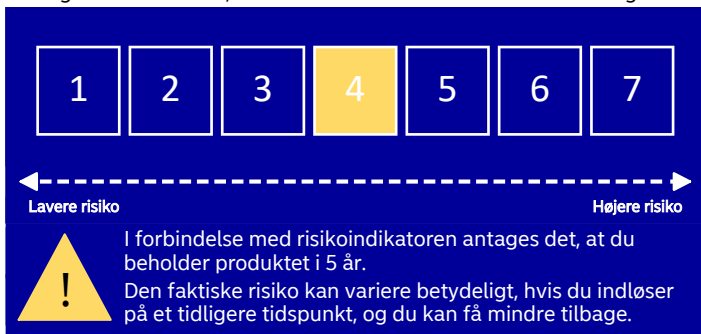 1 2 3 4 5 6 7
Lavere risiko Højere risiko
I forbindelse med risikoindikatoren antages det, at du
beholder produktet i 5 år.
!
Den faktiske risiko kan variere betydeligt, hvis du indløser
på et tidligere tidspunkt, og du kan få mindre tilbage.